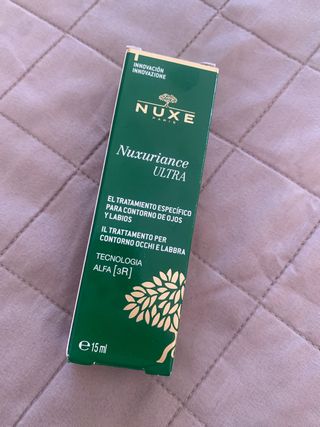 INNOVACIÓN
INNOVAZIONE
NUXE
PARIS
Nuxuriance
ULTRA
EL TRATAMIENTO ESPECÍFICO
PARA CONTORNO DE OJOS
Y LABIOS
IL TRATTAMENTO PER
CONTORNO OCCHI E LABBRA
TECNOLOGIA
ALFA [3R]
℮ 15 ml